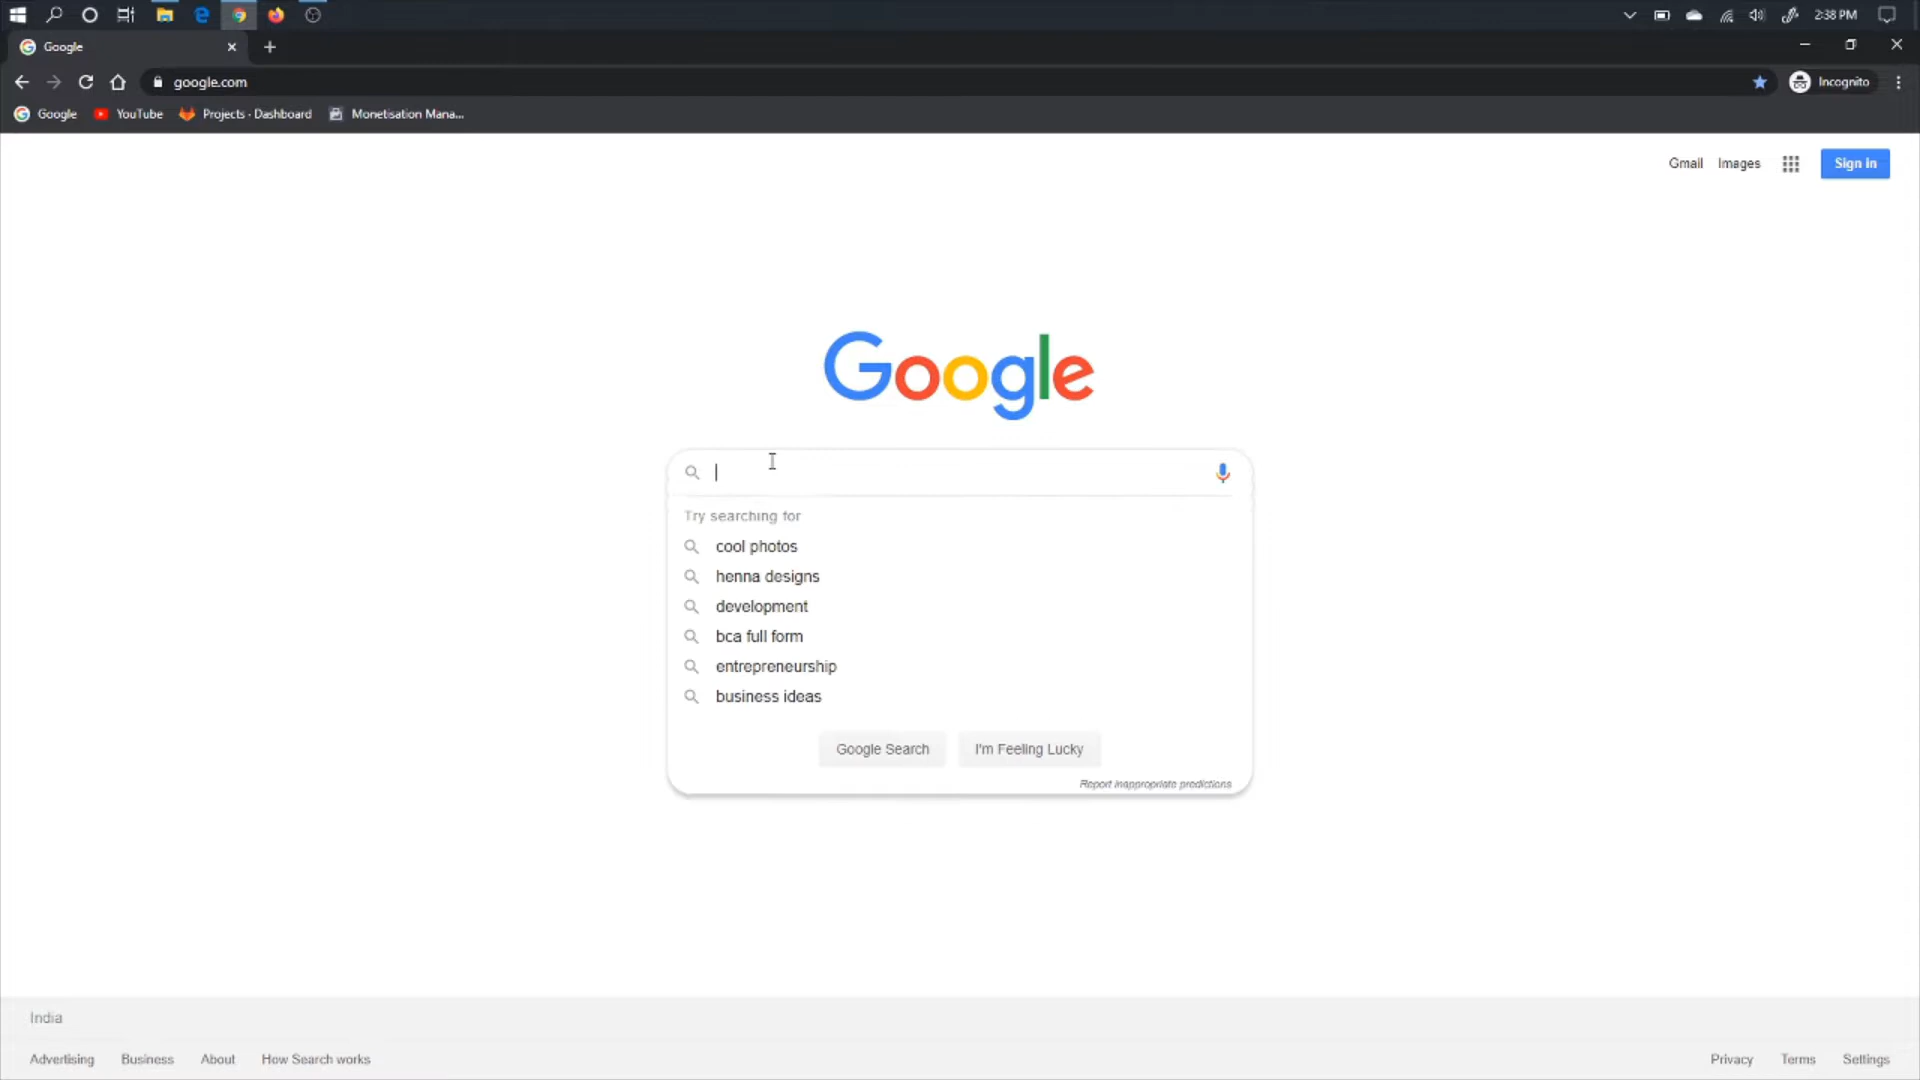 2:38 PM
Google
google.com
Incognito
Google YouTube Projects · Dashboard Monetisation Mana...
Gmail Images Sign in
Google
Try searching for
cool photos
henna designs
development
bca full form
entrepreneurship
business ideas
Google Search I'm Feeling Lucky
Report inappropriate predictions
India
Advertising Business About How Search works Privacy Terms Settings